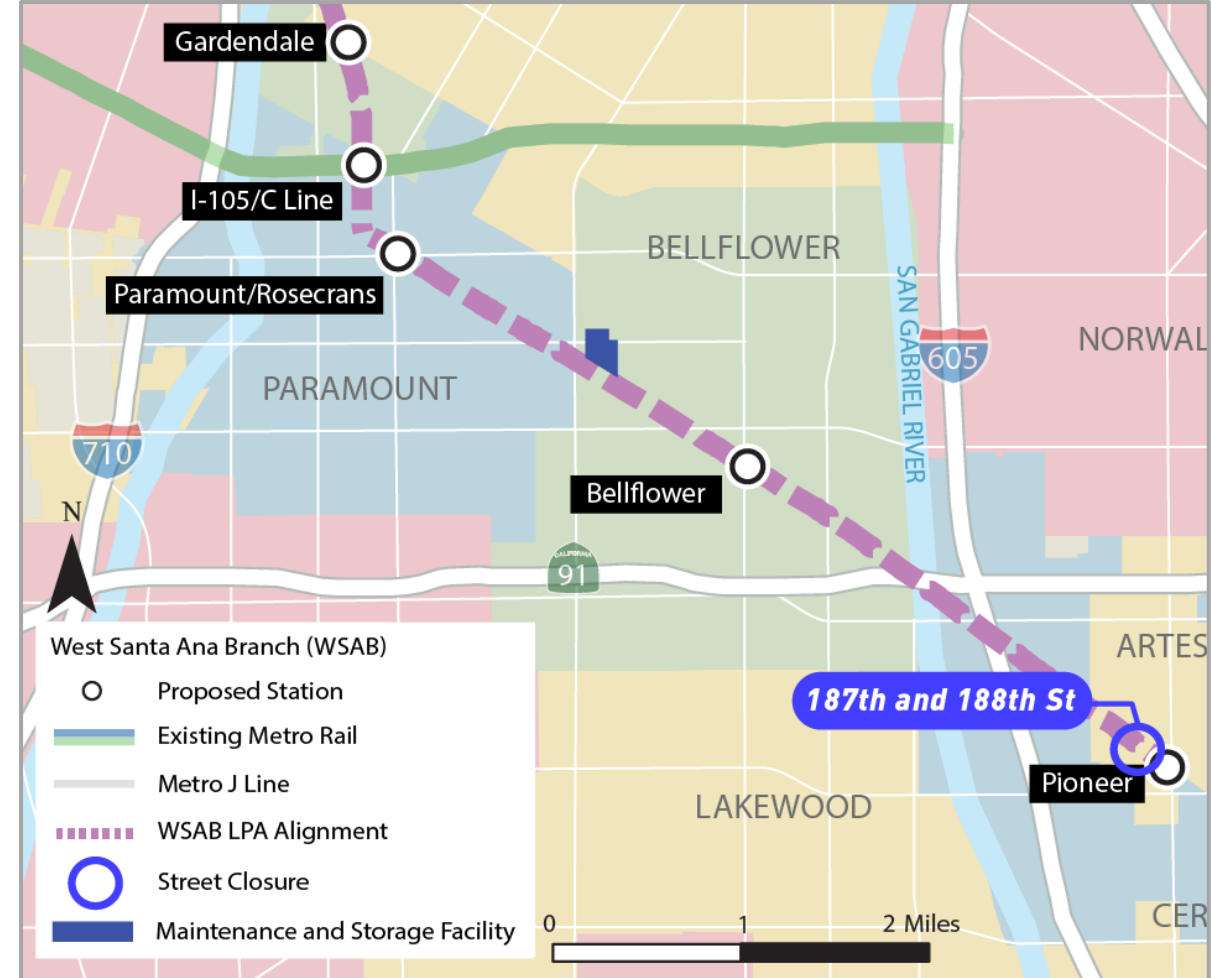 Gardendale
I-105/C Line
Paramount/Rosecrans
BELLFLOWER
SAN GABRIEL RIVER
605
NORWAL
PARAMOUNT
710
Bellflower
N
CALIFORNIA
91
ARTES
187th and 188th St
Pioneer
LAKEWOOD
CER
West Santa Ana Branch (WSAB)
Proposed Station
Existing Metro Rail
Metro J Line
WSAB LPA Alignment
Street Closure
Maintenance and Storage Facility
0 1 2 Miles